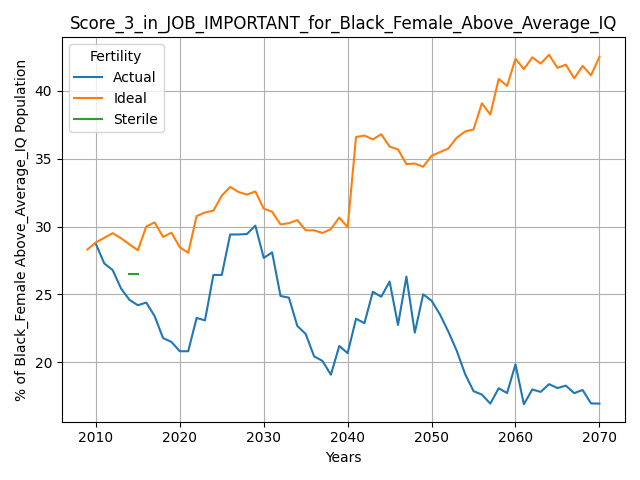 Score_3_in_JOB_IMPORTANT_for_Black_Female_Above_Average_IQ
Fertility
Actual
Ideal
Sterile
% of Black_Female Above_Average_IQ Population
40
35
30
25
20
2010 2020 2030 2040 2050 2060 2070
Years